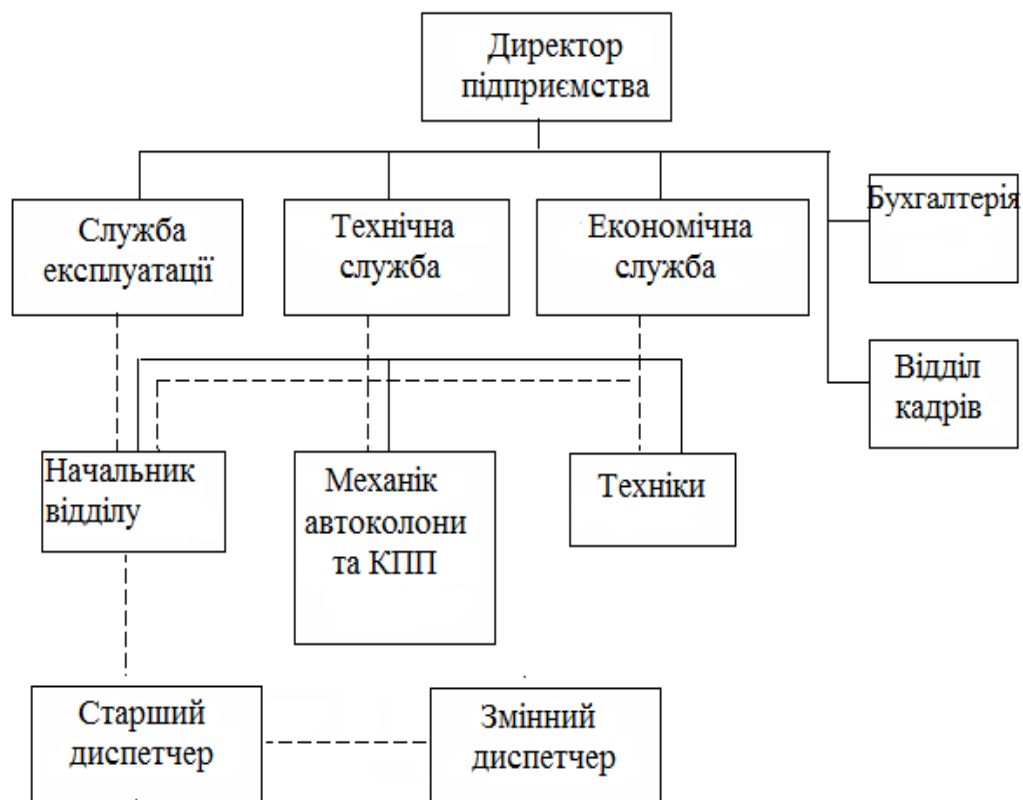 Директор
підприємства
Служба
експлуатації
Технічна
служба
Економічна
служба
Бухгалтерія
Відділ
кадрів
Начальник
відділу
Механік
автоколони
та КПП
Техніки
Старший
диспетчер
Змінний
диспетчер